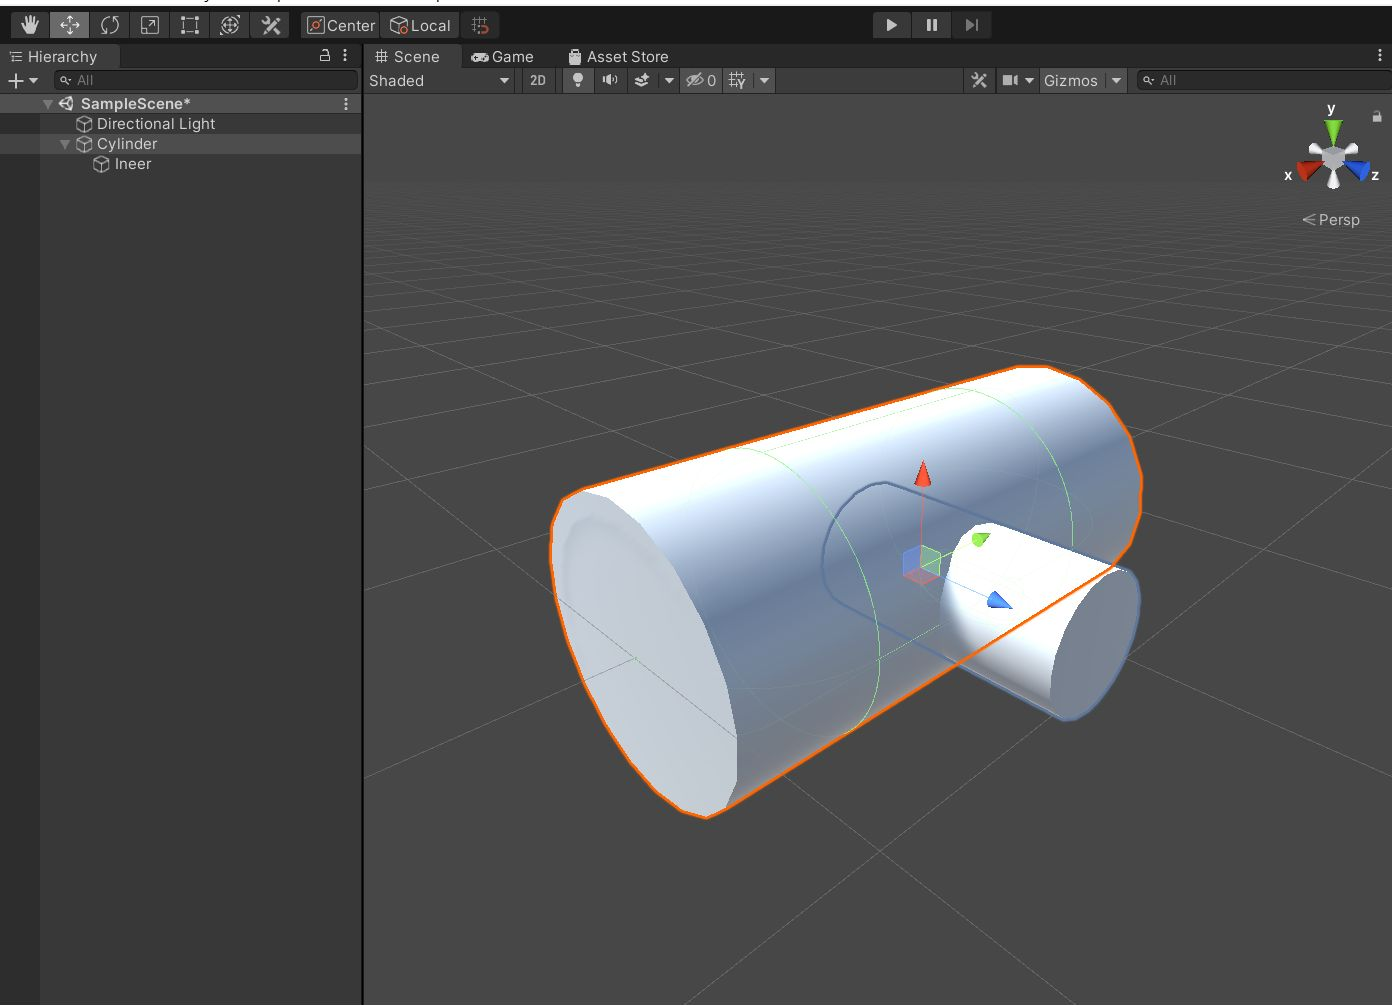 Center
Local
Hierarchy
Scene
Game
Asset Store
All
Shaded
2D
0
Gizmos
All
SampleScene*
Directional Light
Cylinder
Ineer
y
x
z
Persp